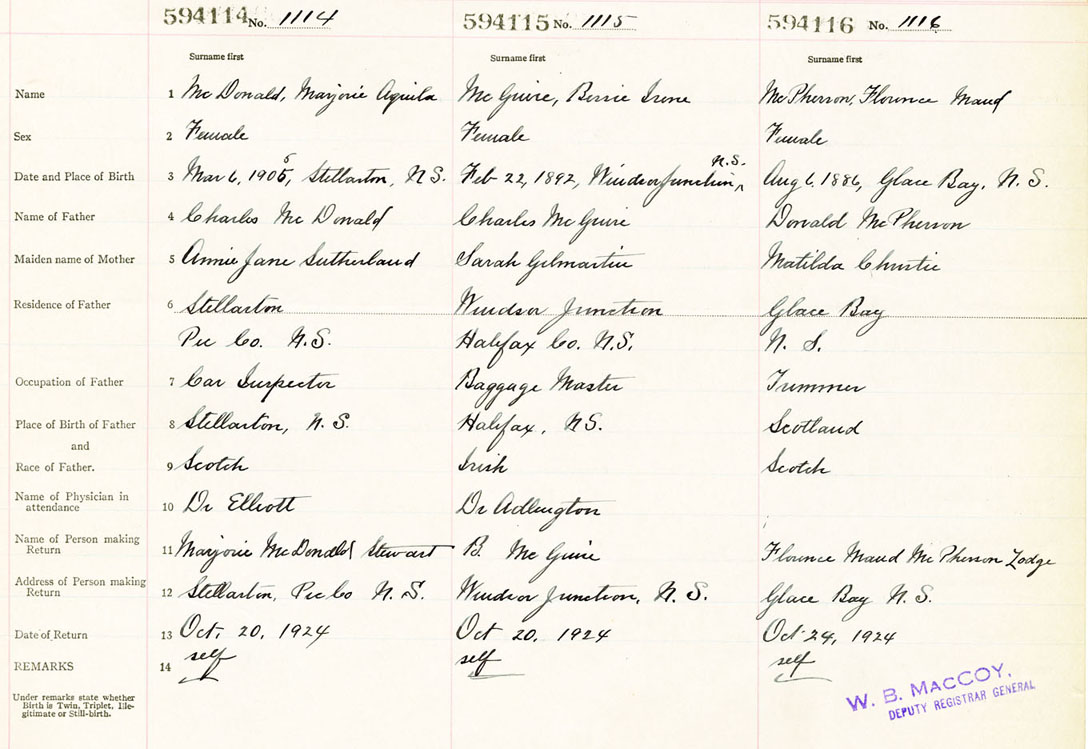 594114 No. 1114 594115 No. 1115 594116 No. 1116
Surname first Surname first Surname first
Name 1 Mc Donald, Marjorie Aquila Mc Guire, Bessie Irene McPherson, Florence Maud
Sex 2 Female Female Female
Date and Place of Birth 3 Mar 6, 1905, Stellarton, N S. Feb 22, 1892, Windsor Junction, N.S. Aug 6, 1886, Glace Bay, N. S.
Name of Father 4 Charles Mc Donald Charles McGuire Donald McPherson
Maiden name of Mother 5 Annie Jane Sutherland Sarah Gilmartin Matilda Christie
Residence of Father 6 Stellarton Windsor Junction Glace Bay
Pic Co. N.S. Halifax Co. N.S. N. S.
Occupation of Father 7 Car Inspector Baggage Master Trimmer
Place of Birth of Father 8 Stellarton, N. S. Halifax, N S. Scotland
and
Race of Father. 9 Scotch Irish Scotch
Name of Physician in
attendance 10 Dr Elliott Dr Adlington
Name of Person making
Return 11 Marjorie McDonald Stewart B. Mc Guire Florence Maud McPherson Lodge
Address of Person making
Return 12 Stellarton, Pic Co N. S. Windsor Junction, N. S. Glace Bay N. S.
Date of Return 13 Oct. 20, 1924 Oct 20, 1924 Oct 24, 1924
REMARKS 14 self self self
Under remarks state whether
Birth is Twin, Triplet, Ille-
gitimate or Still-birth.
W. B. MACCOY,
DEPUTY REGISTRAR GENERAL